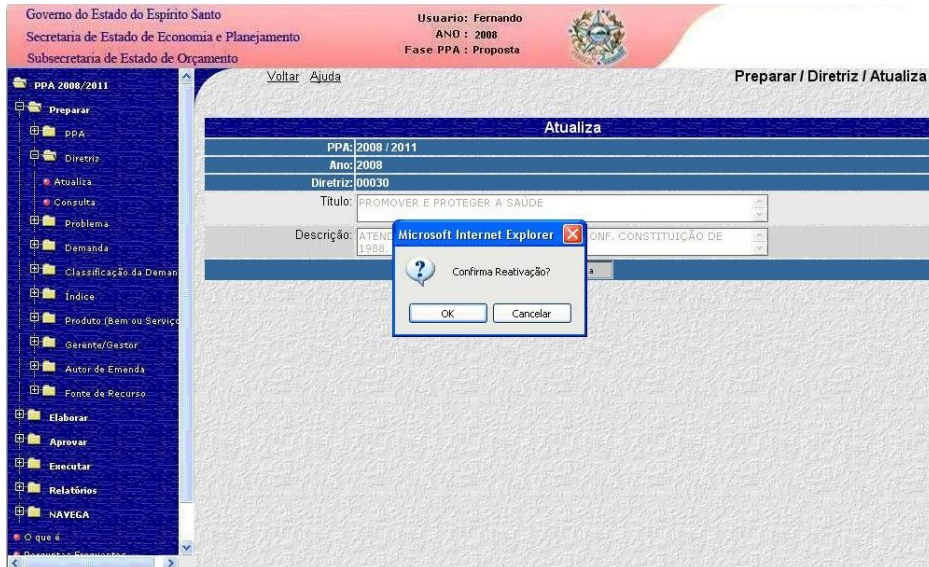 Governo do Estado do Espírito Santo
Secretaria de Estado de Economia e Planejamento
Subsecretaria de Estado de Orçamento
Usuario: Fernando
ANO : 2008
Fase PPA : Proposta
Voltar Ajuda
Preparar / Diretriz / Atualiza
PPA 2008/2011
Preparar
PPA
Diretriz
Atualiza
Consulta
Problema
Demanda
Classificação da Deman
Índice
Produto (Bem ou Serviço
Gerente/Gestor
Autor de Emenda
Fonte de Recurso
Elaborar
Aprovar
Executar
Relatórios
NAVEGA
O que é
Perguntas Frequentes
Atualiza
PPA: 2008 / 2011
Ano: 2008
Diretriz: 00030
Título: PROMOVER E PROTEGER A SAÚDE
Descrição: ATEND ONF. CONSTITUIÇÃO DE
1988.
a
Microsoft Internet Explorer
Confirma Reativação?
OK Cancelar